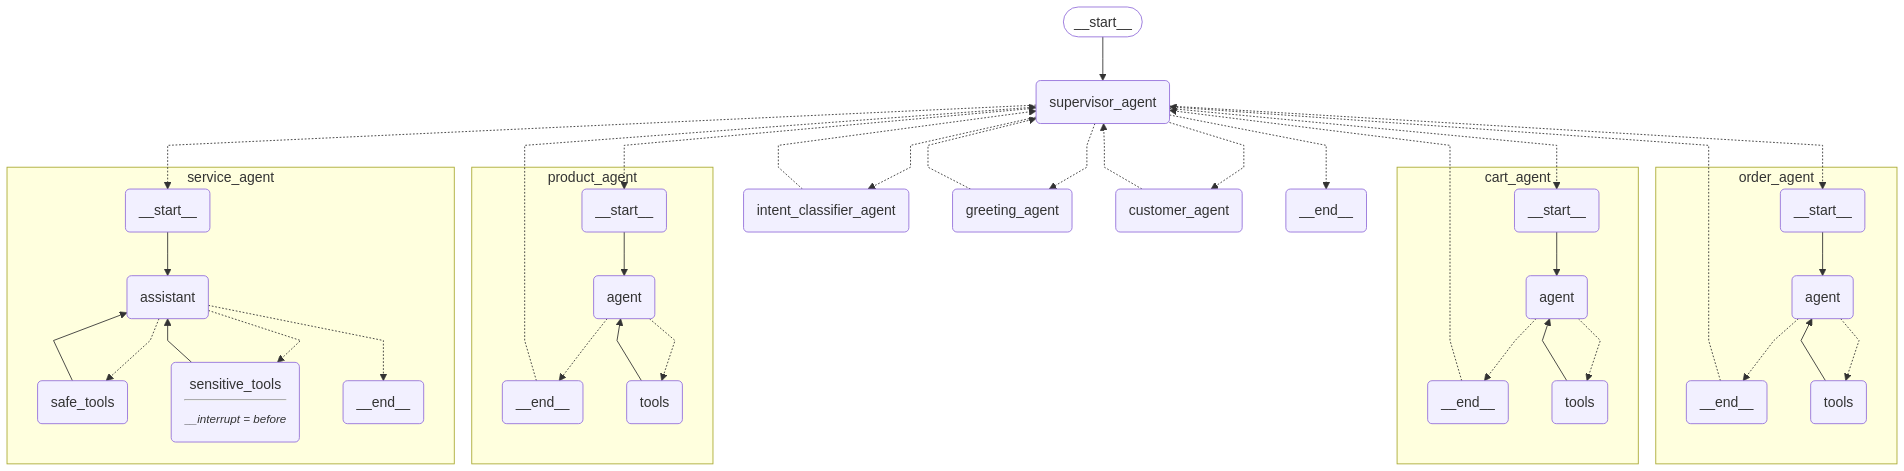 __start__
supervisor_agent
service_agent
product_agent
cart_agent
order_agent
__start__
__start__
intent_classifier_agent
greeting_agent
customer_agent
__end__
__start__
__start__
assistant
agent
agent
agent
safe_tools
sensitive_tools
__interrupt = before
__end__
__end__
tools
__end__
tools
__end__
tools